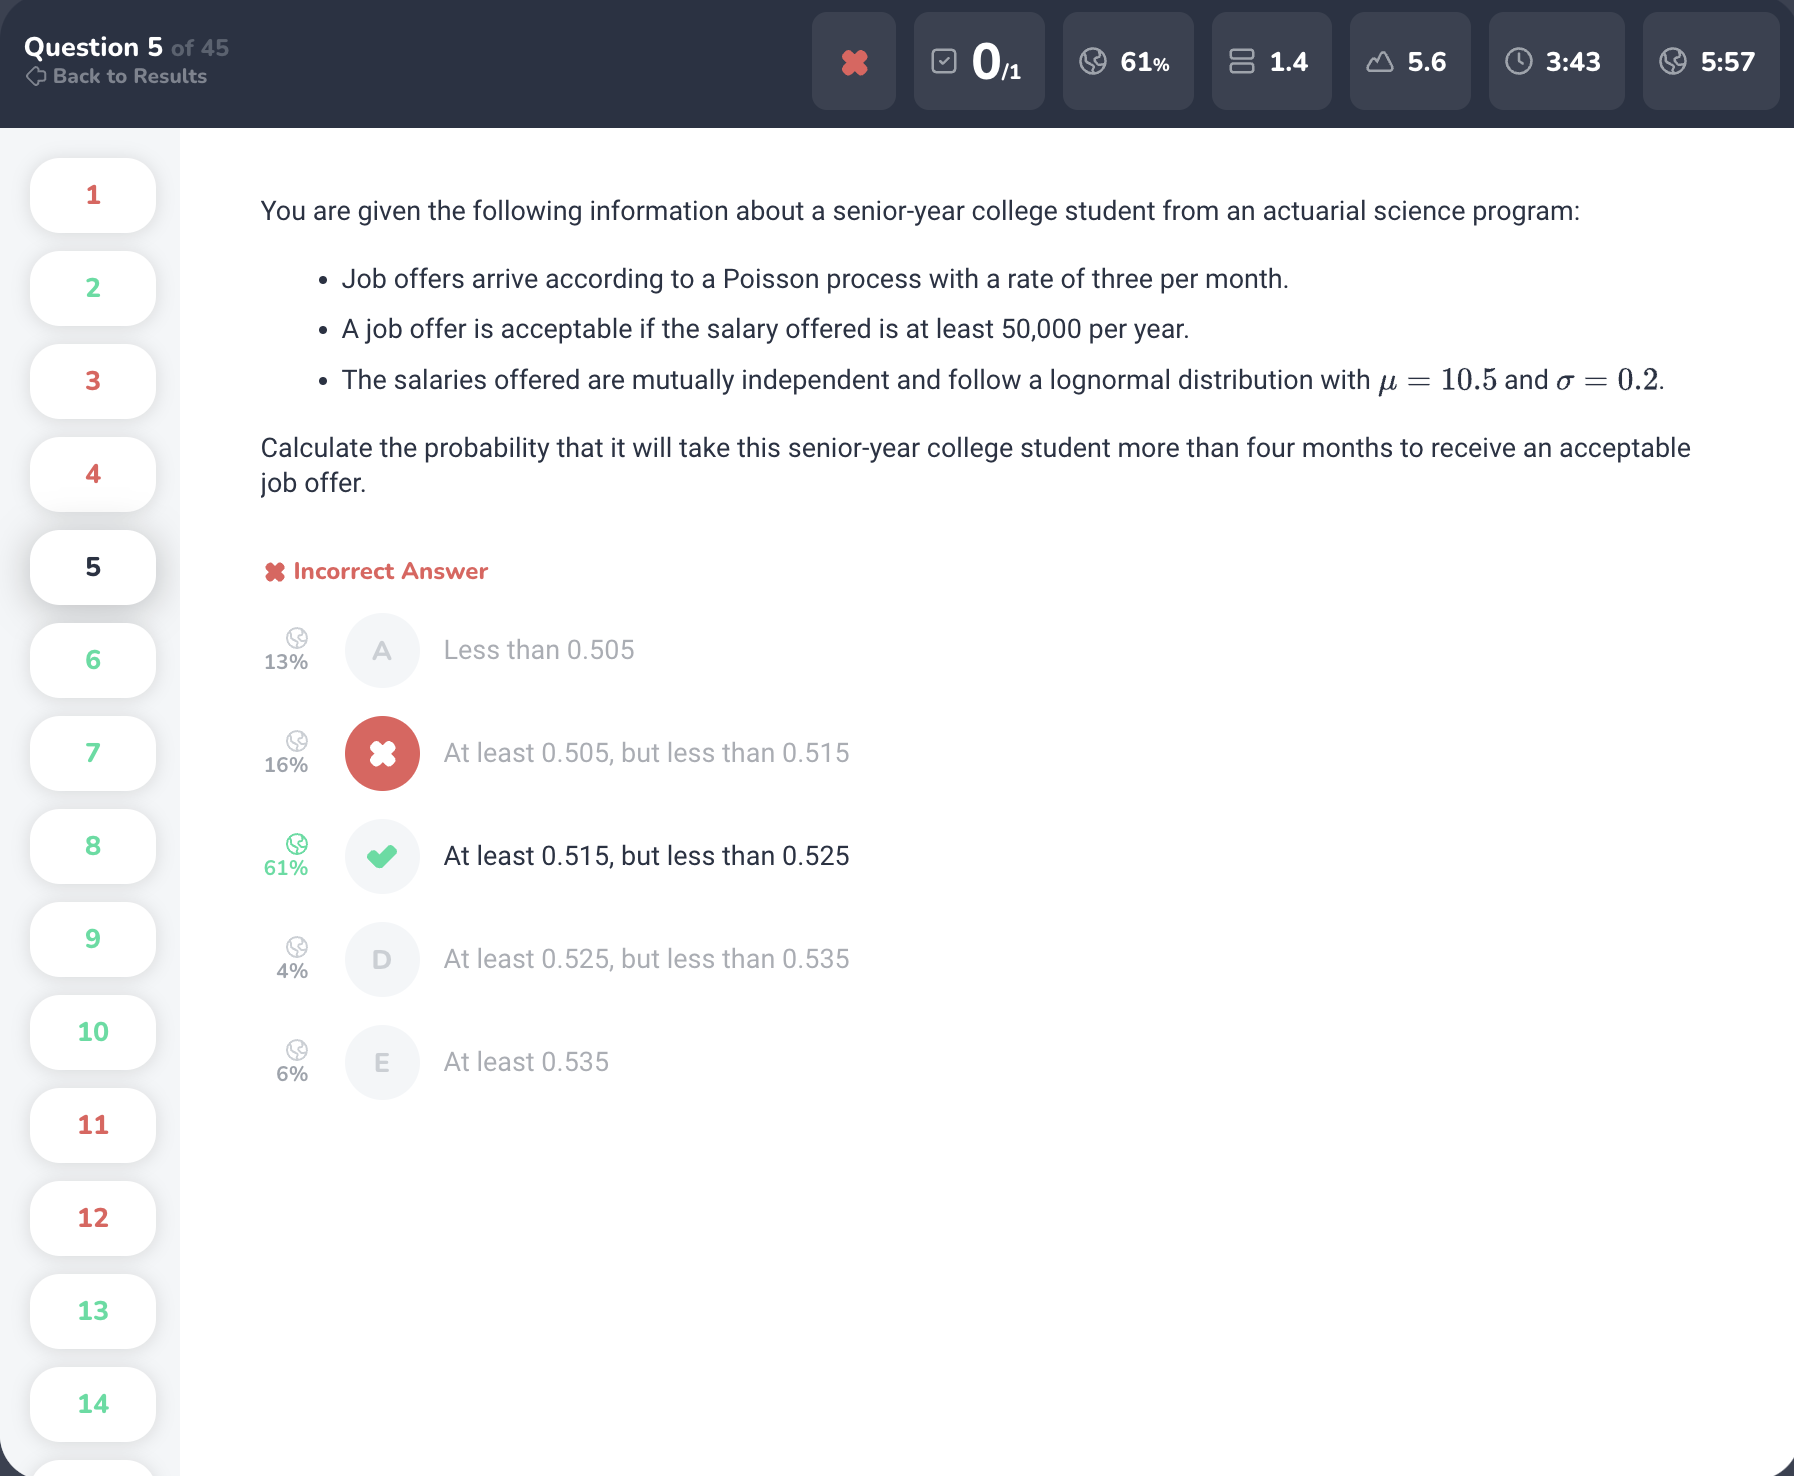 Question 5 of 45
Back to Results
0/1
61%
1.4
5.6
3:43
5:57
1
2
3
4
5
6
7
8
9
10
11
12
13
14
You are given the following information about a senior-year college student from an actuarial science program:
• Job offers arrive according to a Poisson process with a rate of three per month.
• A job offer is acceptable if the salary offered is at least 50,000 per year.
• The salaries offered are mutually independent and follow a lognormal distribution with μ = 10.5 and σ = 0.2.
Calculate the probability that it will take this senior-year college student more than four months to receive an acceptable
job offer.
Incorrect Answer
13% A Less than 0.505
16% At least 0.505, but less than 0.515
61% At least 0.515, but less than 0.525
4% D At least 0.525, but less than 0.535
6% E At least 0.535